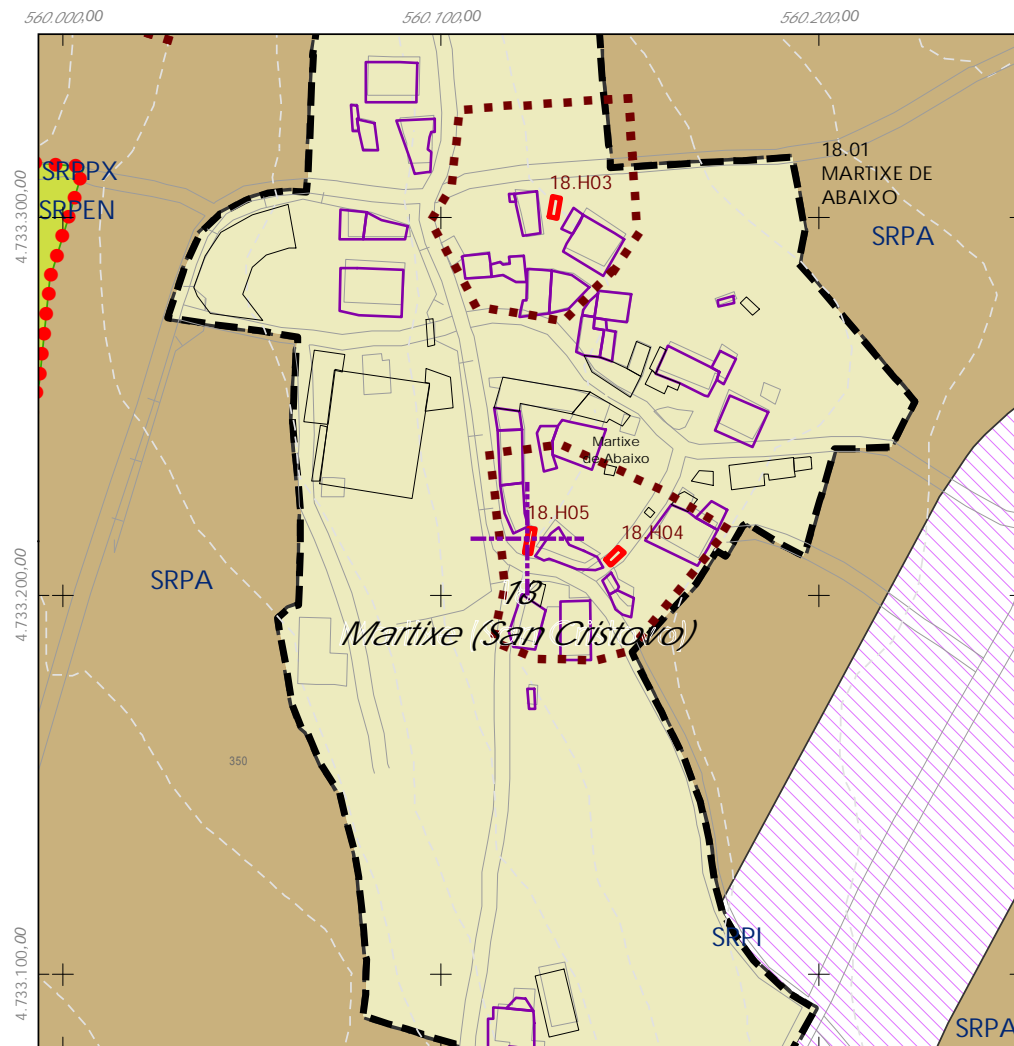 560.000,00
560.100,00
560.200,00
18.01
MARTIXE DE
ABAIXO
SRPPX
SRPEN
18.H03
4.733.300,00
SRPA
Martixe
de Abaixo
18.H05
18.H04
SRPA
4.733.200,00
18
Martixe (San Cristovo)
350
SRPI
4.733.100,00
SRPA